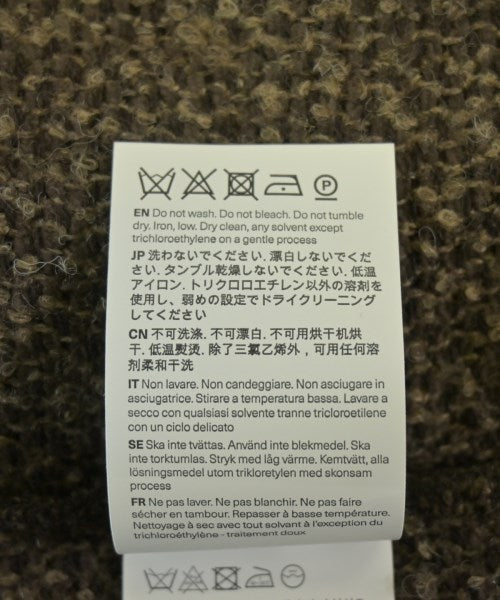 P
EN Do not wash. Do not bleach. Do not tumble
dry. Iron, low. Dry clean, any solvent except
trichloroethylene on a gentle process
JP 洗わないでください. 漂白しないでくだ
さい. タンブル乾燥しないでください. 低温
アイロン. トリクロロエチレン以外の溶剤を
使用し、弱めの設定でドライクリーニング
してください
CN 不可洗涤. 不可漂白. 不可用烘干机烘
干. 低温熨烫. 除了三氯乙烯外，可用任何溶
剂柔和干洗
IT Non lavare. Non candeggiare. Non asciugare in
asciugatrice. Stirare a temperatura bassa. Lavare a
secco con qualsiasi solvente tranne tricloroetilene
con un ciclo delicato
SE Ska inte tvättas. Använd inte blekmedel. Ska
inte torktumlas. Stryk med låg värme. Kemtvätt, alla
lösningsmedel utom trikloretylen med skonsam
process
FR Ne pas laver. Ne pas blanchir. Ne pas faire
sécher en tambour. Repasser à basse température.
Nettoyage à sec avec tout solvant à l'exception du
trichloroéthylène - traitement doux